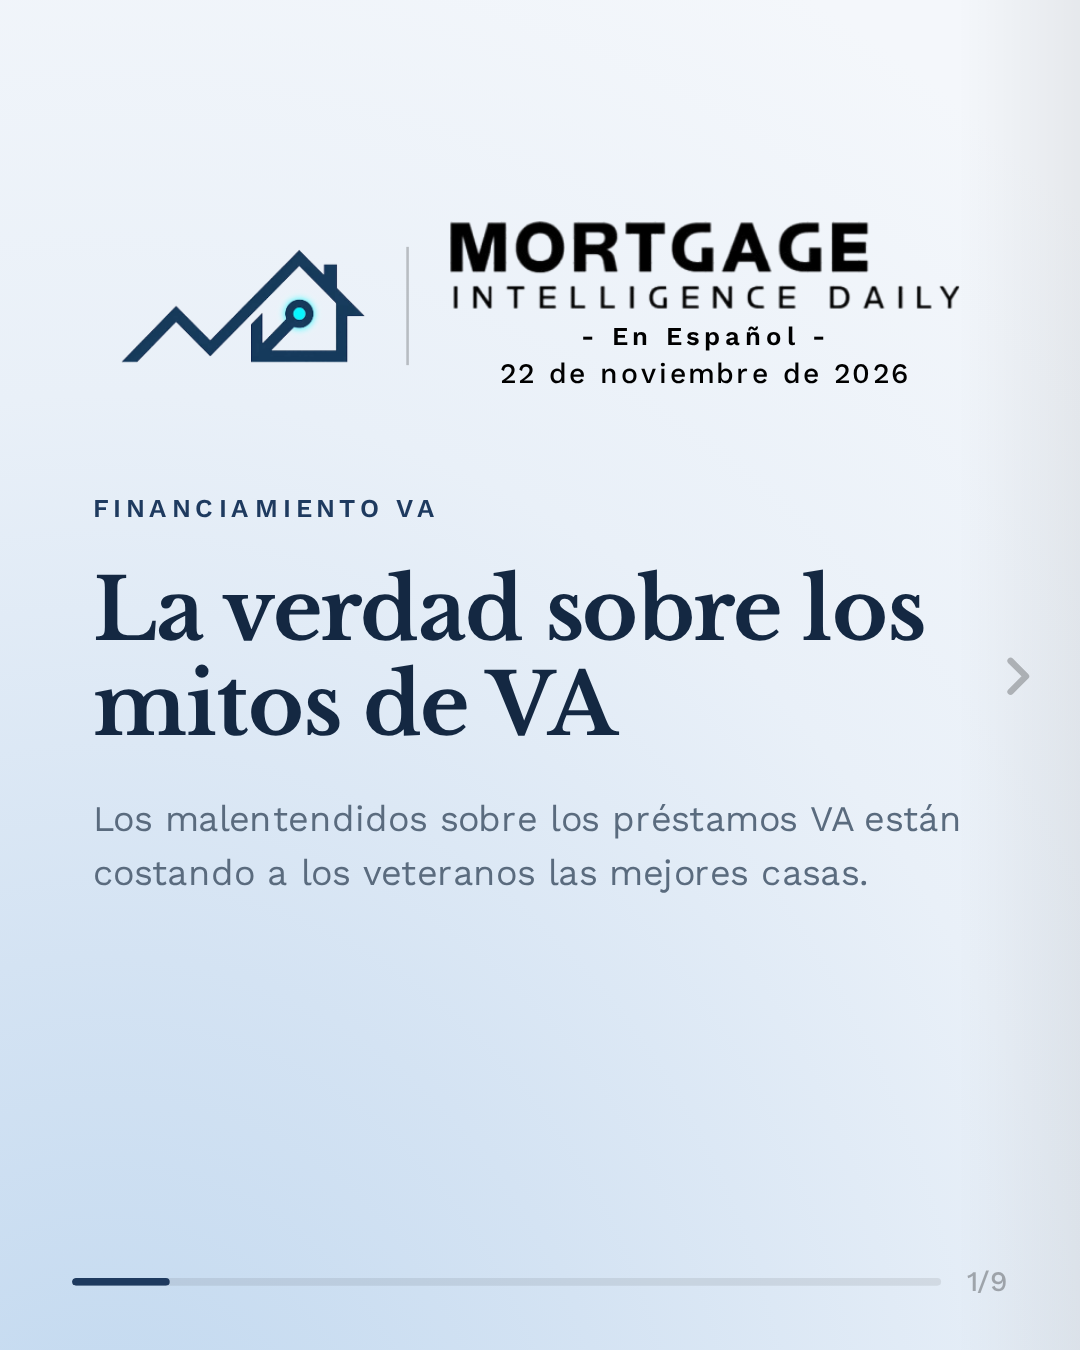 MORTGAGE
INTELLIGENCE DAILY
- En Español -
22 de noviembre de 2026
FINANCIAMIENTO VA
La verdad sobre los
mitos de VA
Los malentendidos sobre los préstamos VA están
costando a los veteranos las mejores casas.
1/9